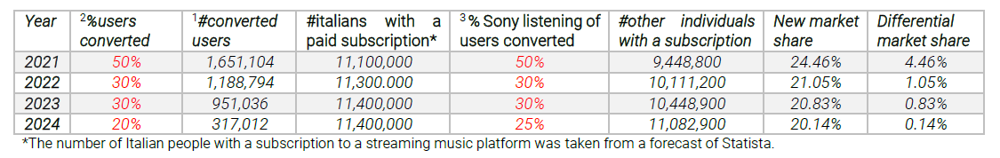 Year ²%users converted ¹#converted users #italians with a paid subscription* ³% Sony listening of users converted #other individuals with a subscription New market share Differential market share
2021 50% 1,651,104 11,100,000 50% 9,448,800 24.46% 4.46%
2022 30% 1,188,794 11,300.000 30% 10,111,200 21.05% 1.05%
2023 30% 951,036 11,400,000 30% 10,448,900 20.83% 0.83%
2024 20% 317,012 11,400,000 25% 11,082,900 20.14% 0.14%
*The number of Italian people with a subscription to a streaming music platform was taken from a forecast of Statista.